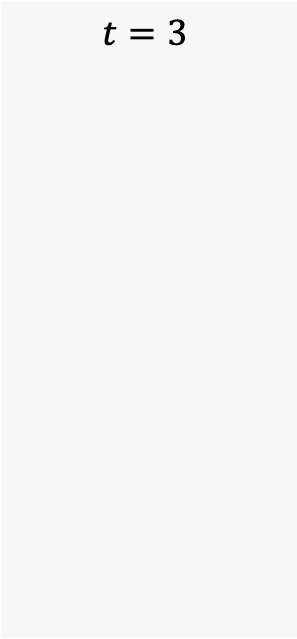 t = 3